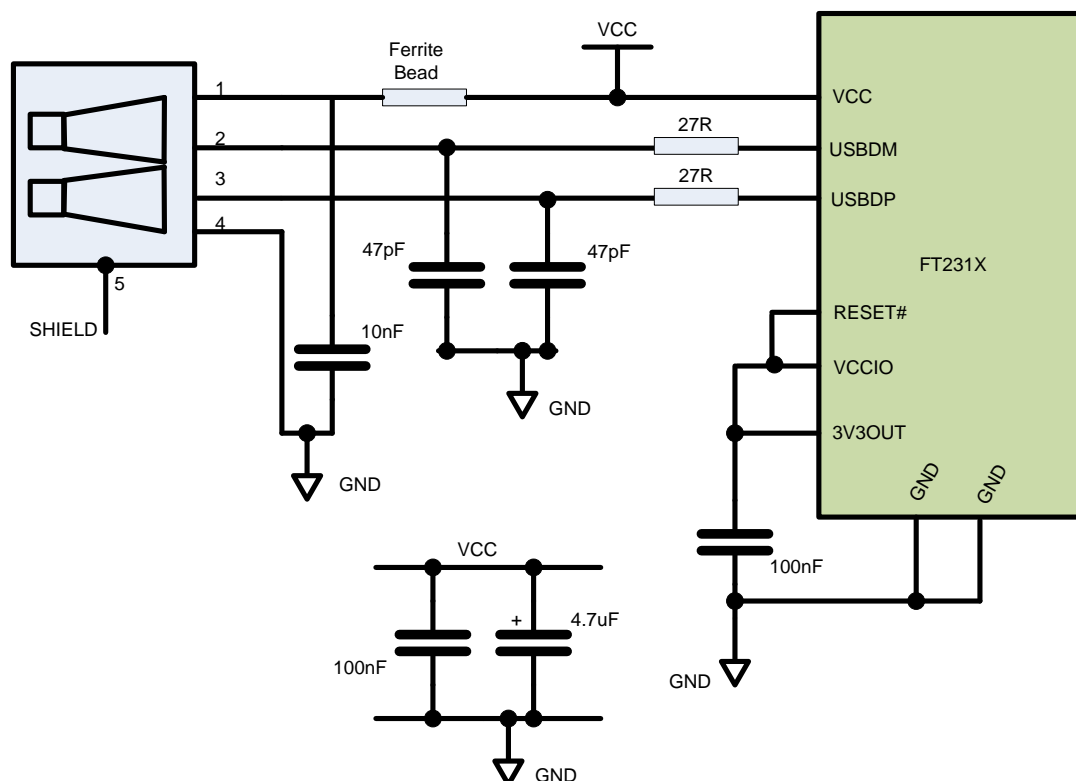 VCC
Ferrite
Bead
1
VCC
27R
2
USBDM
27R
3
USBDP
4
47pF
47pF
FT231X
5
SHIELD
10nF
RESET#
VCCIO
GND
3V3OUT
GND
GND
GND
VCC
100nF
+
4.7uF
100nF
GND
GND